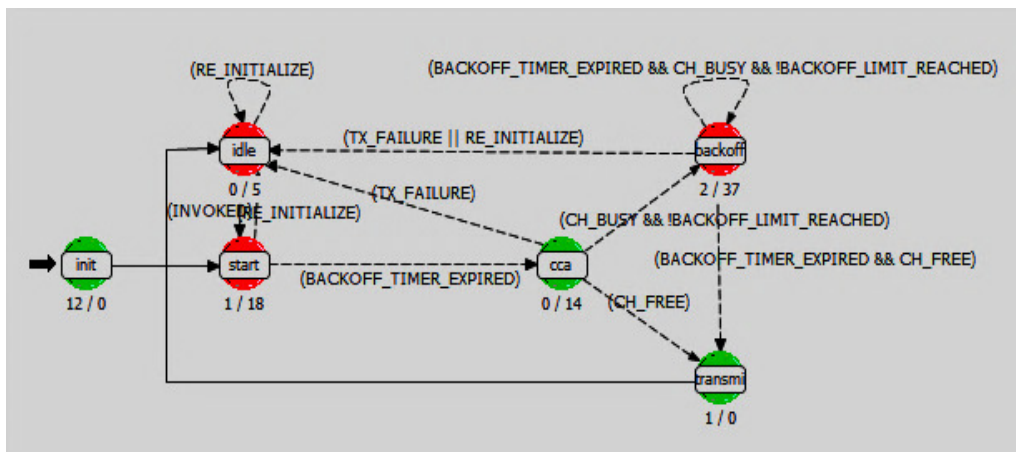 (RE_INITIALIZE)
(BACKOFF_TIMER_EXPIRED && CH_BUSY && !BACKOFF_LIMIT_REACHED)
(TX_FAILURE || RE_INITIALIZE)
idle
backoff
0 / 5
(TX_FAILURE)
2 / 37
(INVOKED)
(RE_INITIALIZE)
(CH_BUSY && !BACKOFF_LIMIT_REACHED)
init
start
cca
(BACKOFF_TIMER_EXPIRED && CH_FREE)
(BACKOFF_TIMER_EXPIRED)
12 / 0
1 / 18
0 / 14
(CH_FREE)
transmi
1 / 0